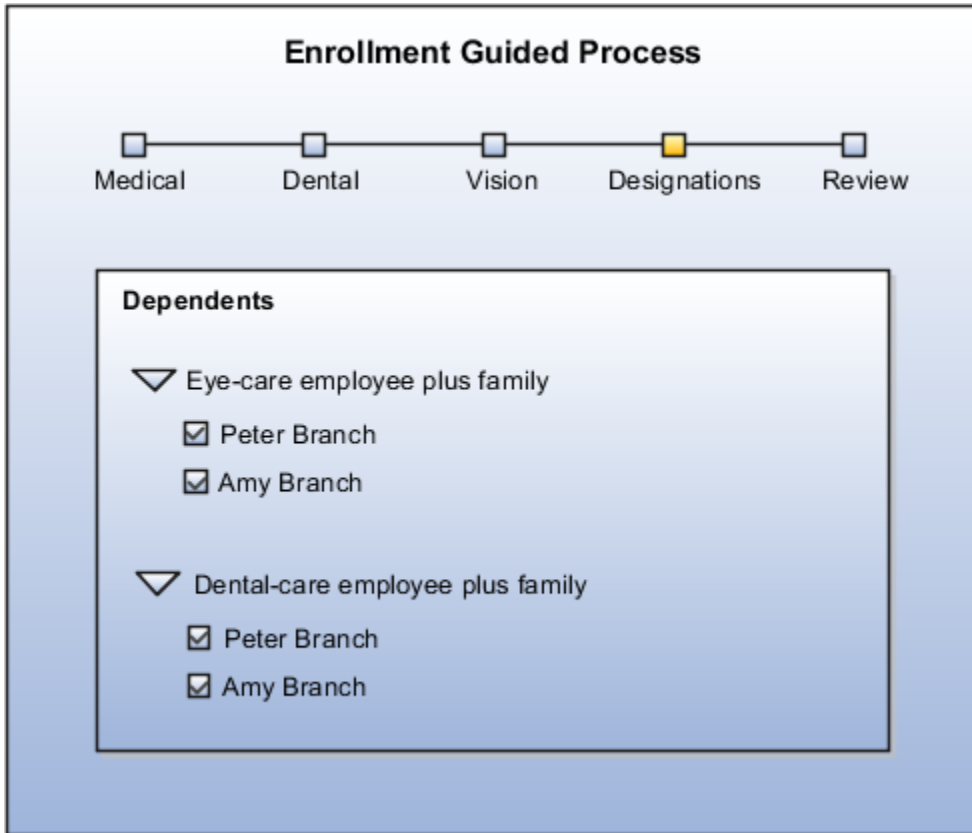 Enrollment Guided Process
Medical Dental Vision Designations Review
Dependents
Eye-care employee plus family
Peter Branch
Amy Branch
Dental-care employee plus family
Peter Branch
Amy Branch